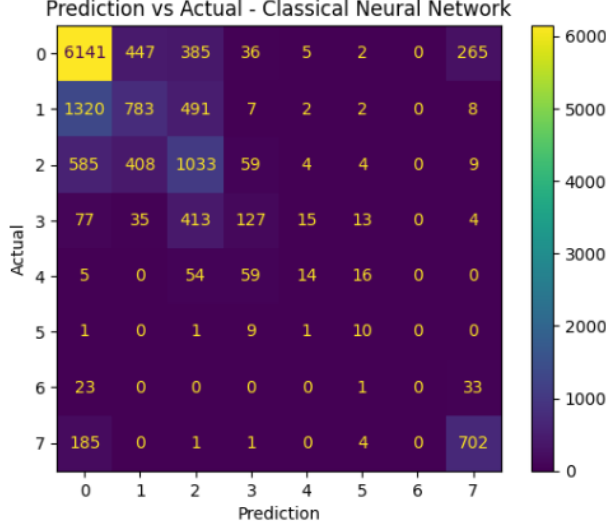 Prediction vs Actual - Classical Neural Network
0 6141 447 385 36 5 2 0 265
1 1320 783 491 7 2 2 0 8
2 585 408 1033 59 4 4 0 9
3 77 35 413 127 15 13 0 4
4 5 0 54 59 14 16 0 0
5 1 0 1 9 1 10 0 0
6 23 0 0 0 0 1 0 33
7 185 0 1 1 0 4 0 702
0 1 2 3 4 5 6 7
Prediction
Actual
6000
5000
4000
3000
2000
1000
0